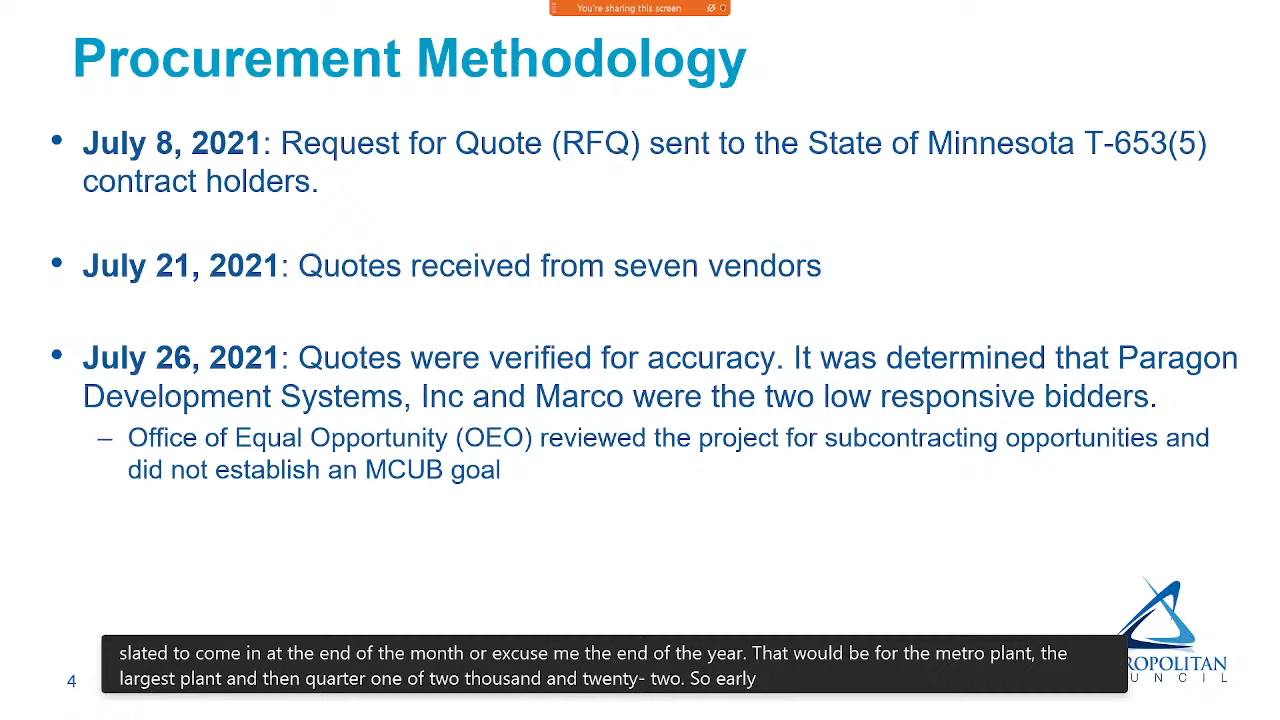 You're sharing this screen
Procurement Methodology
• July 8, 2021: Request for Quote (RFQ) sent to the State of Minnesota T-653(5)
contract holders.
• July 21, 2021: Quotes received from seven vendors
• July 26, 2021: Quotes were verified for accuracy. It was determined that Paragon
Development Systems, Inc and Marco were the two low responsive bidders.
– Office of Equal Opportunity (OEO) reviewed the project for subcontracting opportunities and
did not establish an MCUB goal
slated to come in at the end of the month or excuse me the end of the year. That would be for the metro plant, the
largest plant and then quarter one of two thousand and twenty- two. So early
4